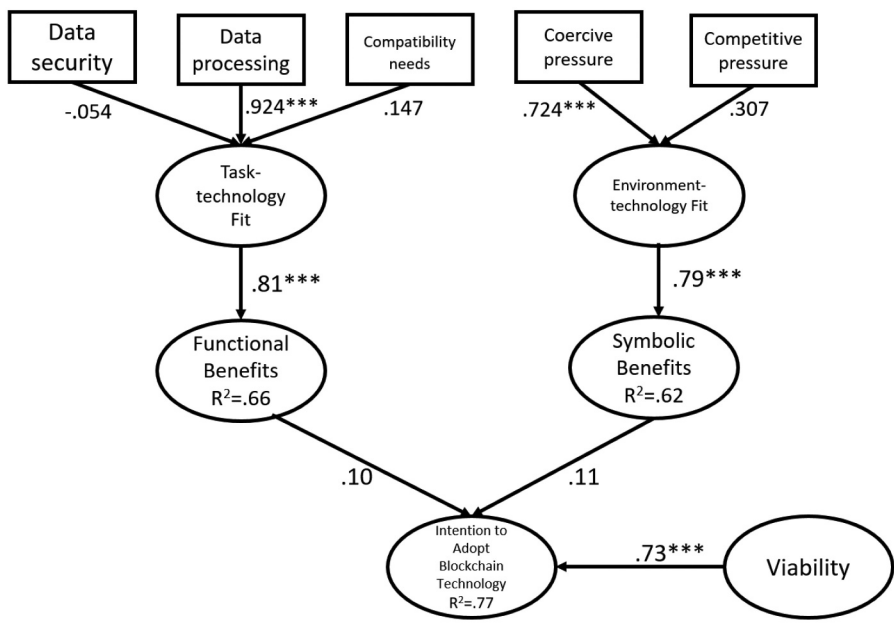 Data
security
Data
processing
Compatibility
needs
Coercive
pressure
Competitive
pressure
-.054
.924***
.147
.724***
.307
Task-
technology
Fit
Environment-
technology Fit
.81***
.79***
Functional
Benefits
R²=.66
Symbolic
Benefits
R²=.62
.10
.11
Intention to
Adopt
Blockchain
Technology
R²=.77
.73***
Viability